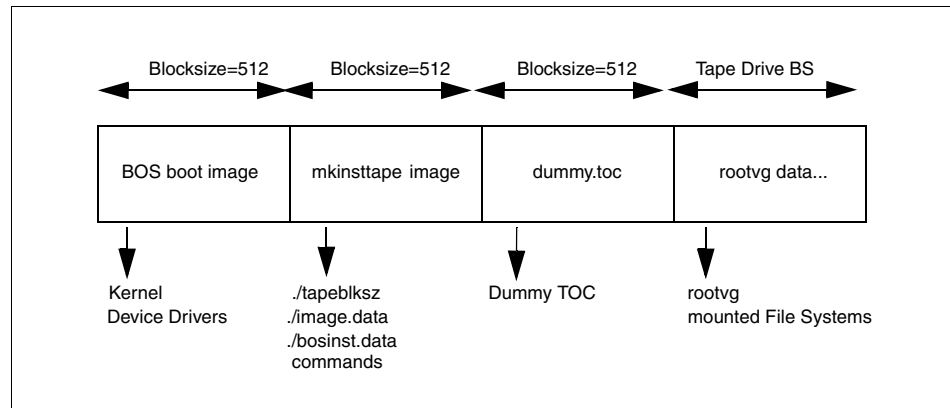 Blocksize=512 Blocksize=512 Blocksize=512 Tape Drive BS
BOS boot image mkinsttape image dummy.toc rootvg data...
Kernel
Device Drivers
./tapeblksz
./image.data
./bosinst.data
commands
Dummy TOC
rootvg
mounted File Systems